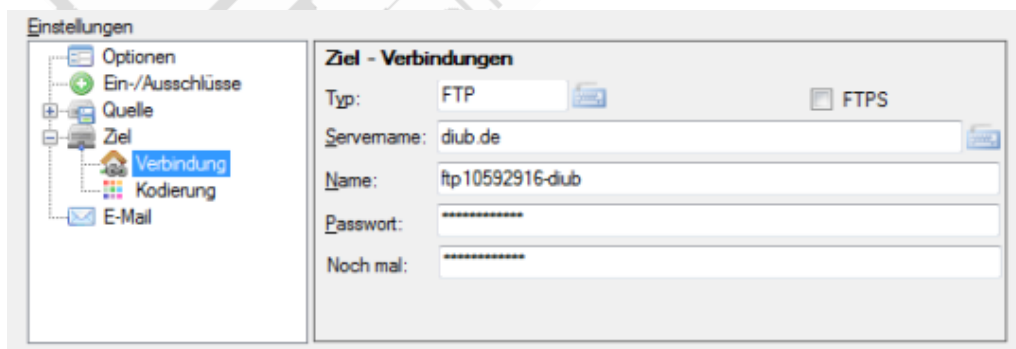 Einstellungen
Optionen
Ein-/Ausschlüsse
Quelle
Ziel
Verbindung
Kodierung
E-Mail
Ziel - Verbindungen
Typ: FTP FTPS
Servername: diub.de
Name: ftp10592916-diub
Passwort: ************
Noch mal: ************